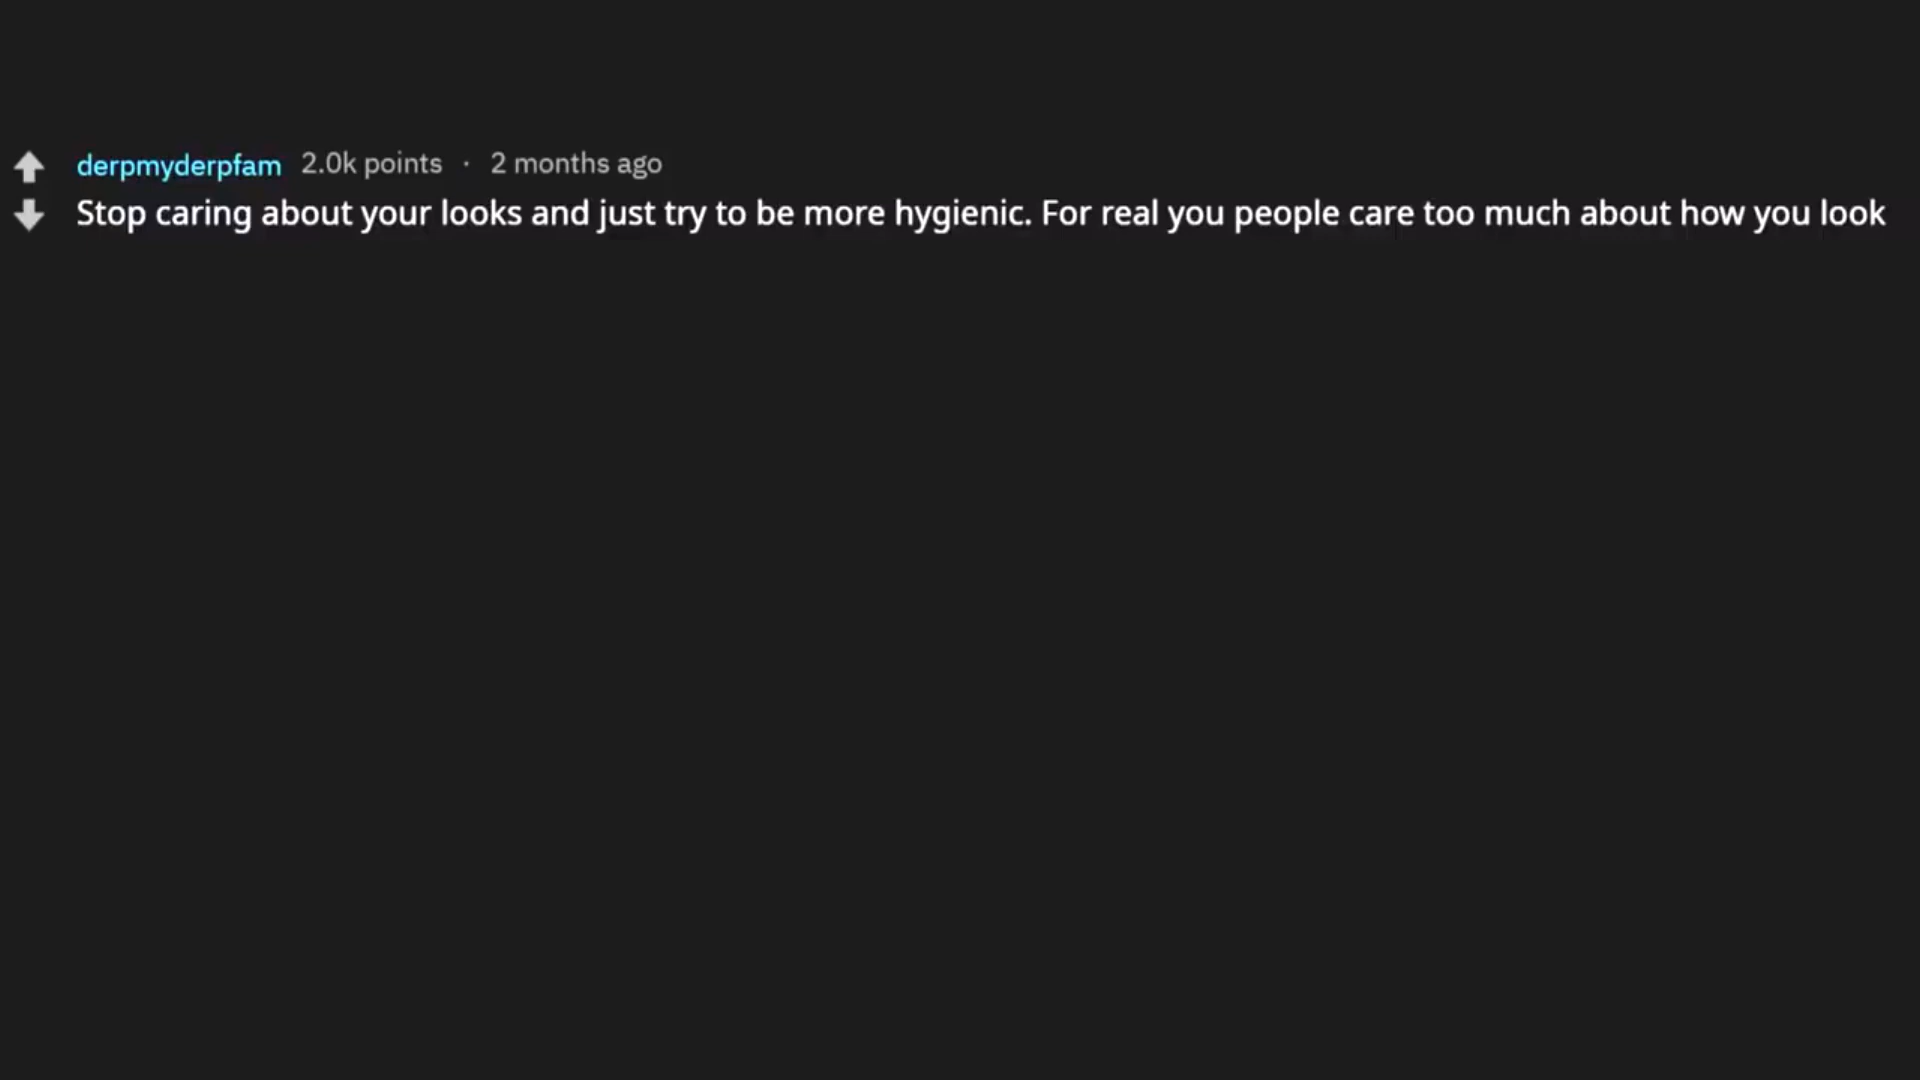 derpmyderpfam 2.0k points · 2 months ago
Stop caring about your looks and just try to be more hygienic. For real you people care too much about how you look